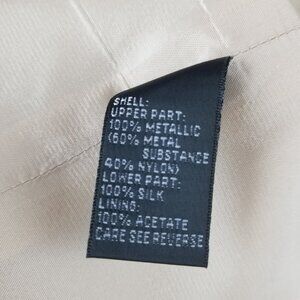 SHELL:
UPPER PART:
100% METALLIC
(60% METAL
SUBSTANCE
40% NYLON)
LOWER PART:
100% SILK
LINING:
100% ACETATE
CARE SEE REVERSE